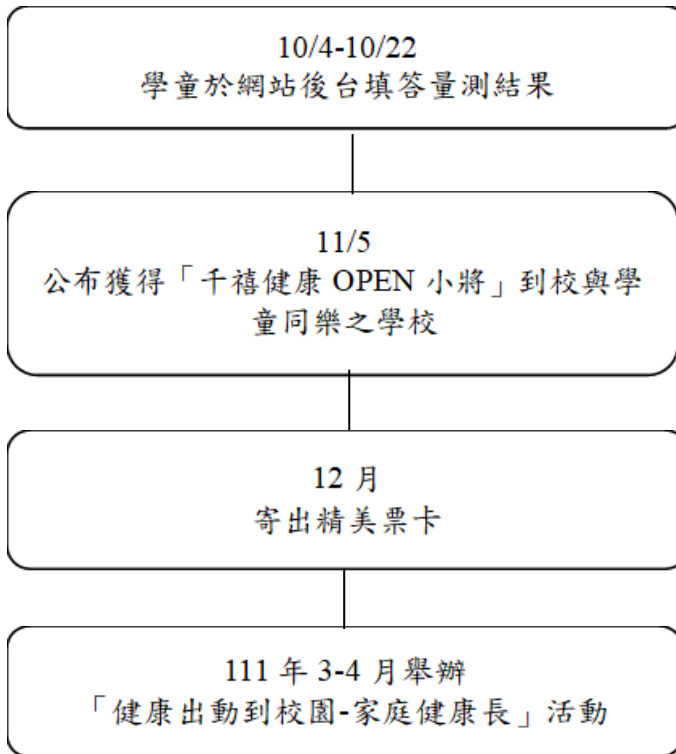 10/4-10/22
學童於網站後台填答量測結果
11/5
公布獲得「千禧健康 OPEN 小將」到校與學
童同樂之學校
12 月
寄出精美票卡
111 年 3-4 月舉辦
「健康出動到校園-家庭健康長」活動